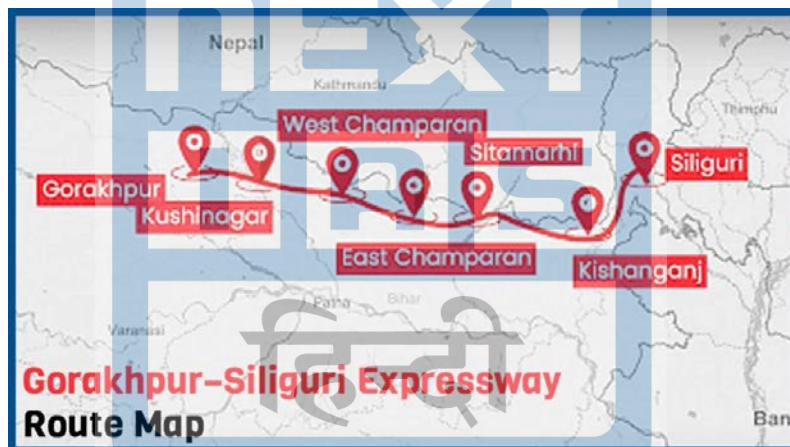 NEXT
IAS
Nepal
Kathmandu
West Champaran
Thimphu
Sitamarhi
Siliguri
Gorakhpur
Kushinagar
East Champaran
Kishanganj
Patna
Bihar
Varanasi
हिन्दी
Gorakhpur-Siliguri Expressway
Route Map
Ban